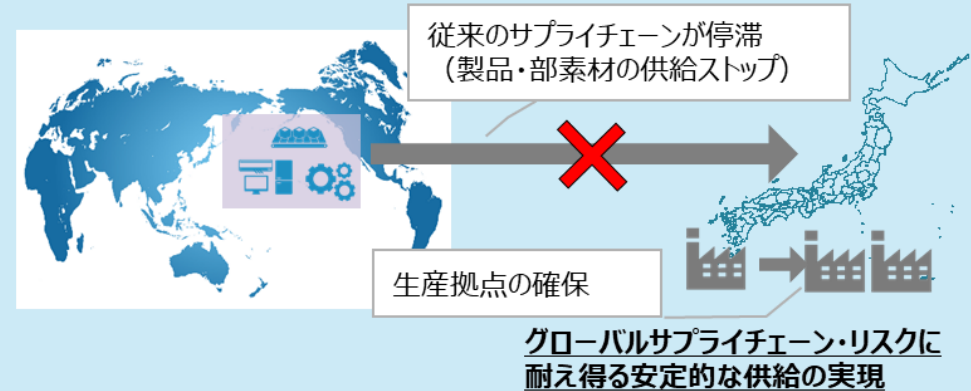 従来のサプライチェーンが停滞
（製品・部素材の供給ストップ）
生産拠点の確保
グローバルサプライチェーン・リスクに
耐え得る安定的な供給の実現